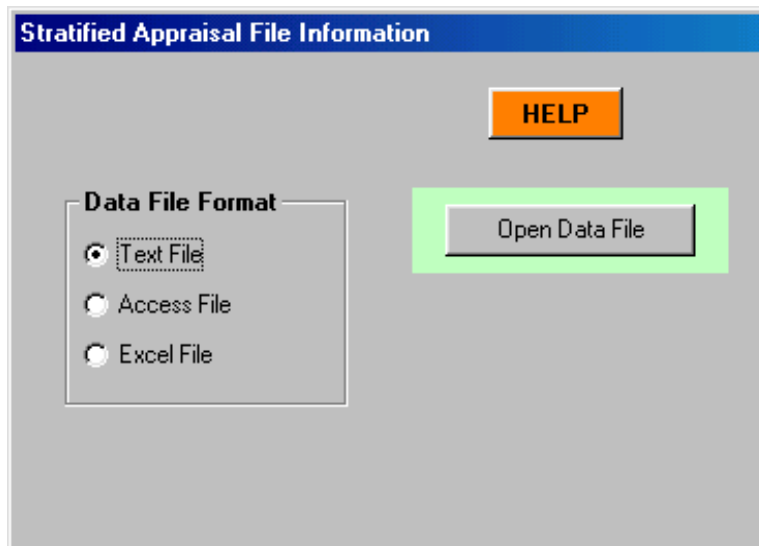 Stratified Appraisal File Information
HELP
Data File Format
Text File
Access File
Excel File
Open Data File